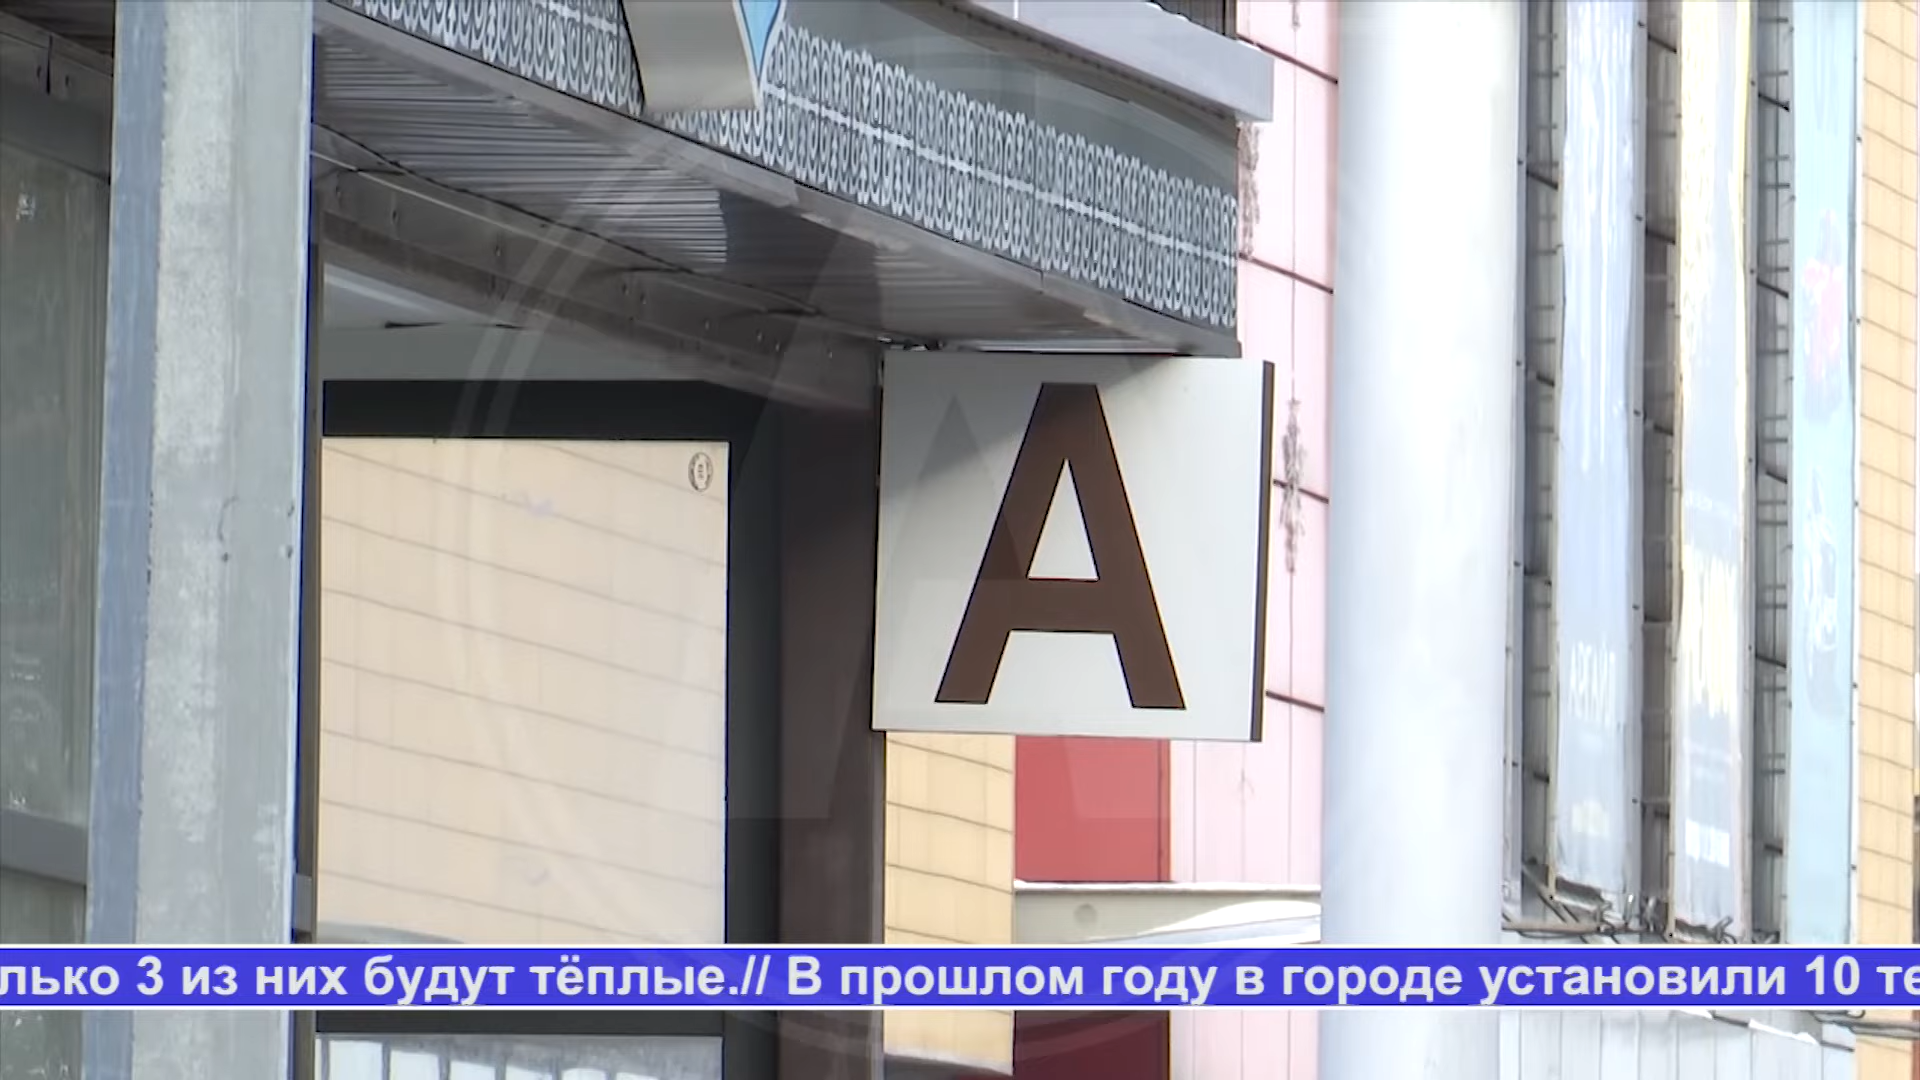 А
лько 3 из них будут тёплые.// В прошлом году в городе установили 10 те